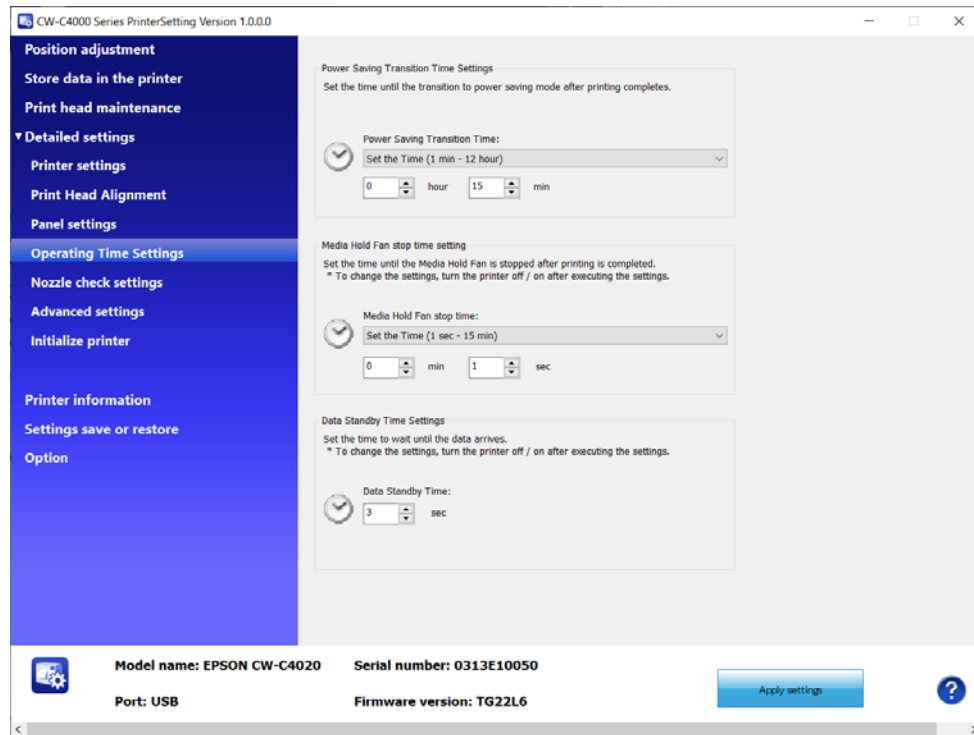 CW-C4000 Series PrinterSetting Version 1.0.0.0
Position adjustment
Store data in the printer
Print head maintenance
Detailed settings
Printer settings
Print Head Alignment
Panel settings
Operating Time Settings
Nozzle check settings
Advanced settings
Initialize printer
Printer information
Settings save or restore
Option
Power Saving Transition Time Settings
Set the time until the transition to power saving mode after printing completes.
Power Saving Transition Time:
Set the Time (1 min - 12 hour)
0 hour 15 min
Media Hold Fan stop time setting
Set the time until the Media Hold Fan is stopped after printing is completed.
* To change the settings, turn the printer off / on after executing the settings.
Media Hold Fan stop time:
Set the Time (1 sec - 15 min)
0 min 1 sec
Data Standby Time Settings
Set the time to wait until the data arrives.
* To change the settings, turn the printer off / on after executing the settings.
Data Standby Time:
3 sec
Model name: EPSON CW-C4020 Serial number: 0313E10050
Port: USB Firmware version: TG22L6
Apply settings
?